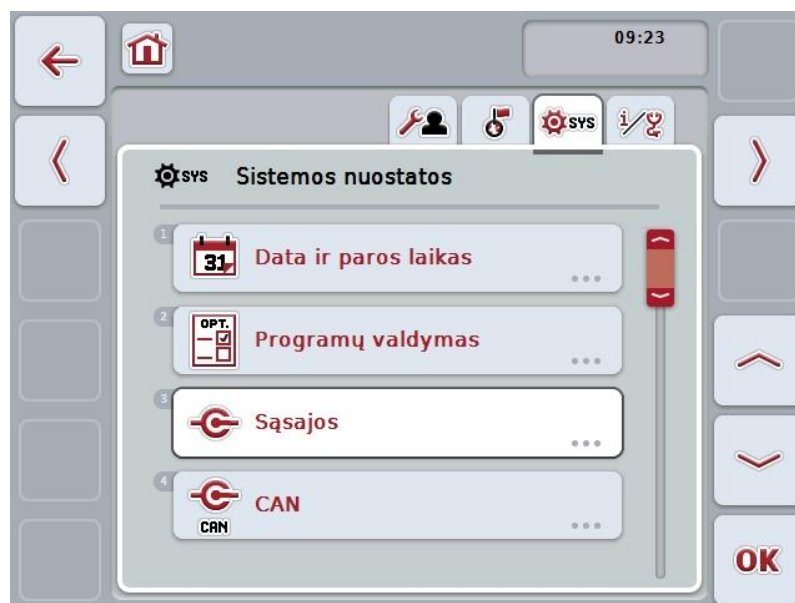 09:23
SYS
i/
SYS Sistemos nuostatos
1
31
Data ir paros laikas
2
OPT.
Programų valdymas
3
Sąsajos
4
CAN
CAN
OK